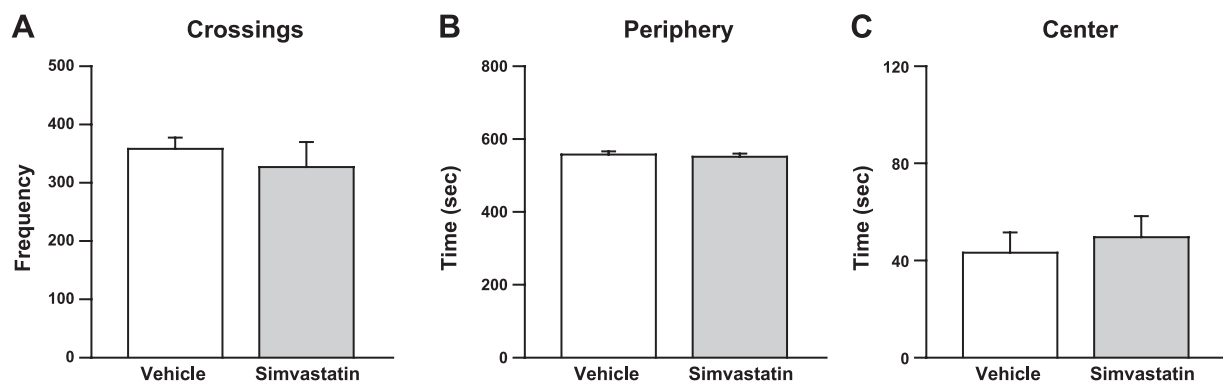 A Crossings
500
400
300
200
100
0
Frequency
Vehicle Simvastatin
B Periphery
800
600
400
200
0
Time (sec)
Vehicle Simvastatin
C Center
120
80
40
0
Time (sec)
Vehicle Simvastatin